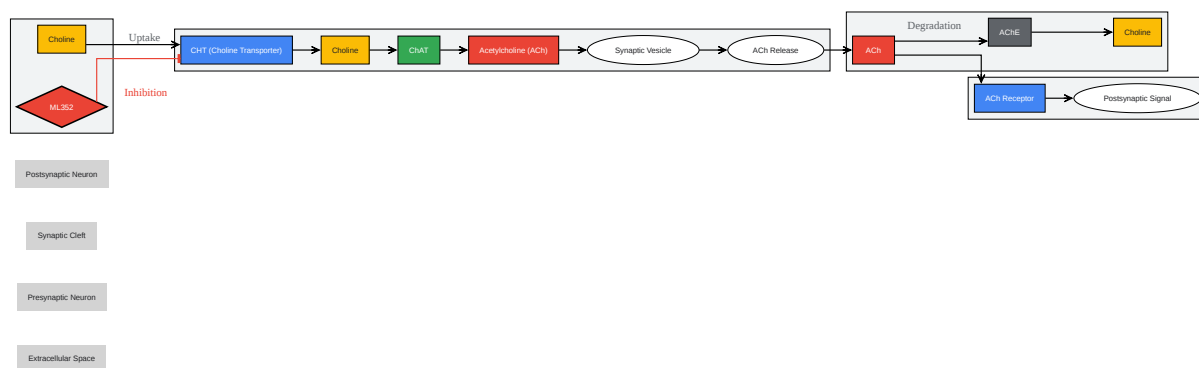 Choline
Uptake
ML352
Inhibition
CHT (Choline Transporter)
Choline
ChAT
Acetylcholine (ACh)
Synaptic Vesicle
ACh Release
ACh
Degradation
AChE
Choline
ACh Receptor
Postsynaptic Signal
Postsynaptic Neuron
Synaptic Cleft
Presynaptic Neuron
Extracellular Space